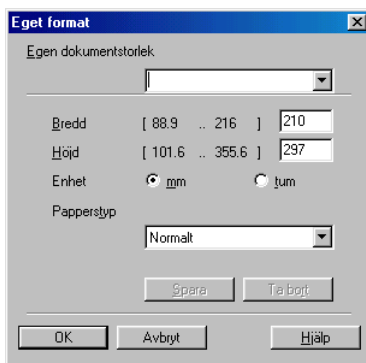 Eget format
Egen dokumentstorlek
Bredd [ 88.9 .. 216 ] 210
Höjd [ 101.6 .. 355.6 ] 297
Enhet mm tum
Papperstyp
Normalt
Spara Ta bort
OK Avbryt Hjälp